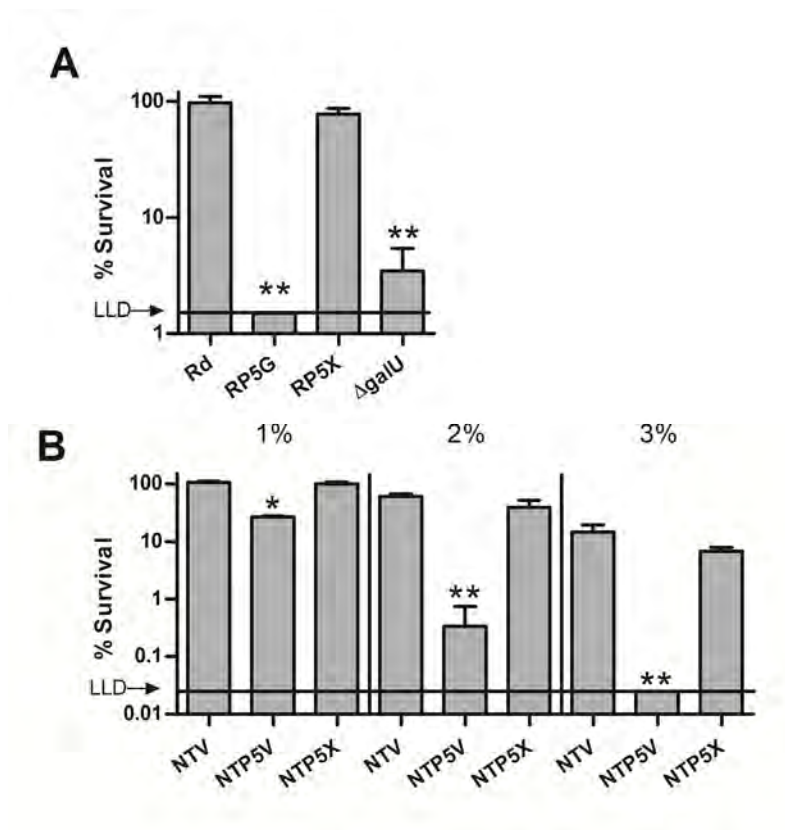 A
100
10
1
% Survival
LLD
**
**
Rd
RP5G
RP5X
ΔgalU
B
1%
2%
3%
100
10
1
0.1
0.01
% Survival
LLD
*
**
**
NTV
NTP5V
NTP5X
NTV
NTP5V
NTP5X
NTV
NTP5V
NTP5X